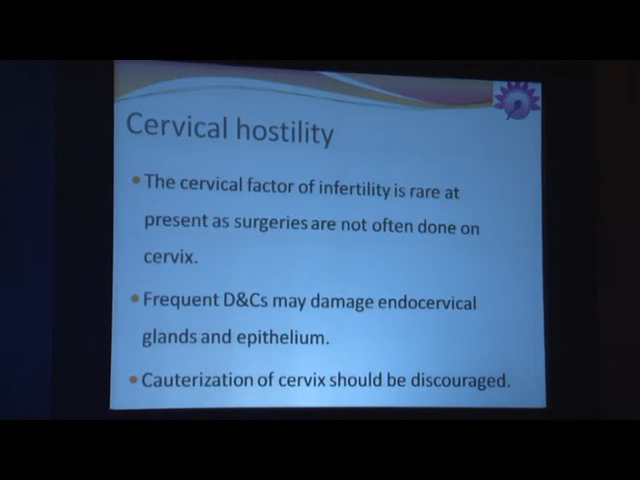 Cervical hostility
• The cervical factor of infertility is rare at
present as surgeries are not often done on
cervix.
• Frequent D&Cs may damage endocervical
glands and epithelium.
• Cauterization of cervix should be discouraged.